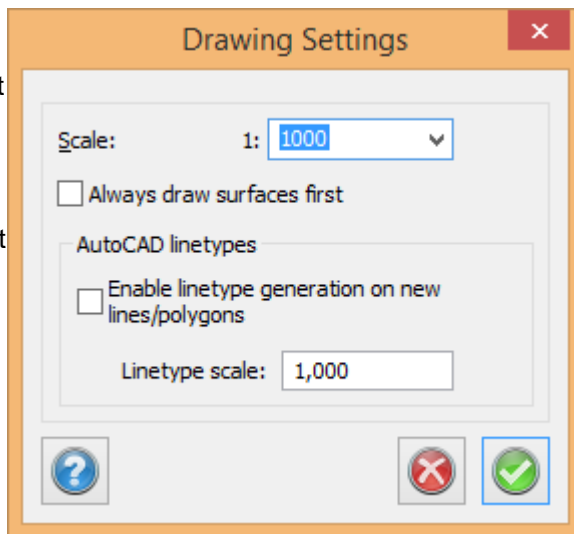 Drawing Settings
t
Scale: 1: 1000
Always draw surfaces first
t
AutoCAD linetypes
Enable linetype generation on new
lines/polygons
Linetype scale: 1,000